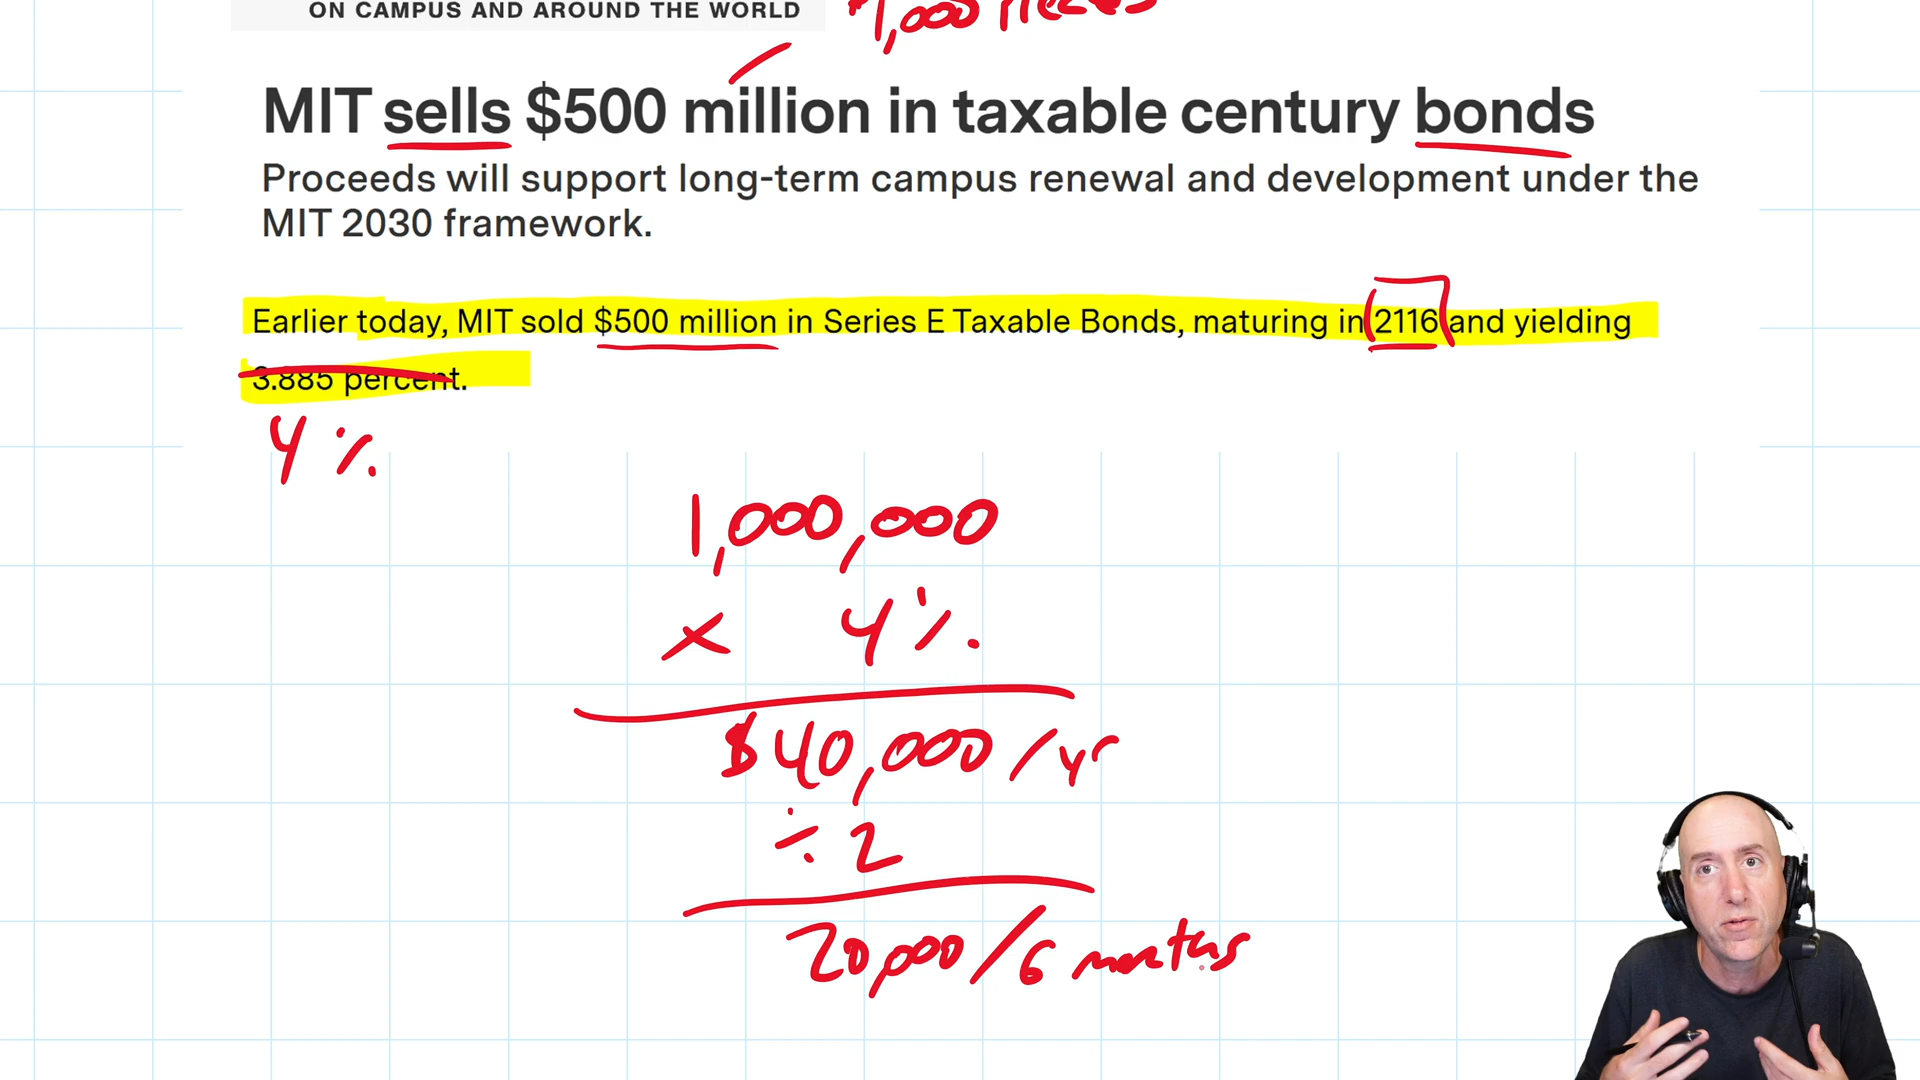 ON CAMPUS AND AROUND THE WORLD
1,000 Pieces
MIT sells $500 million in taxable century bonds
Proceeds will support long-term campus renewal and development under the
MIT 2030 framework.
Earlier today, MIT sold $500 million in Series E Taxable Bonds, maturing in 2116 and yielding
3.885 percent.
4%
1,000,000
x 4%
$40,000/yr
÷ 2
20,000/6 months